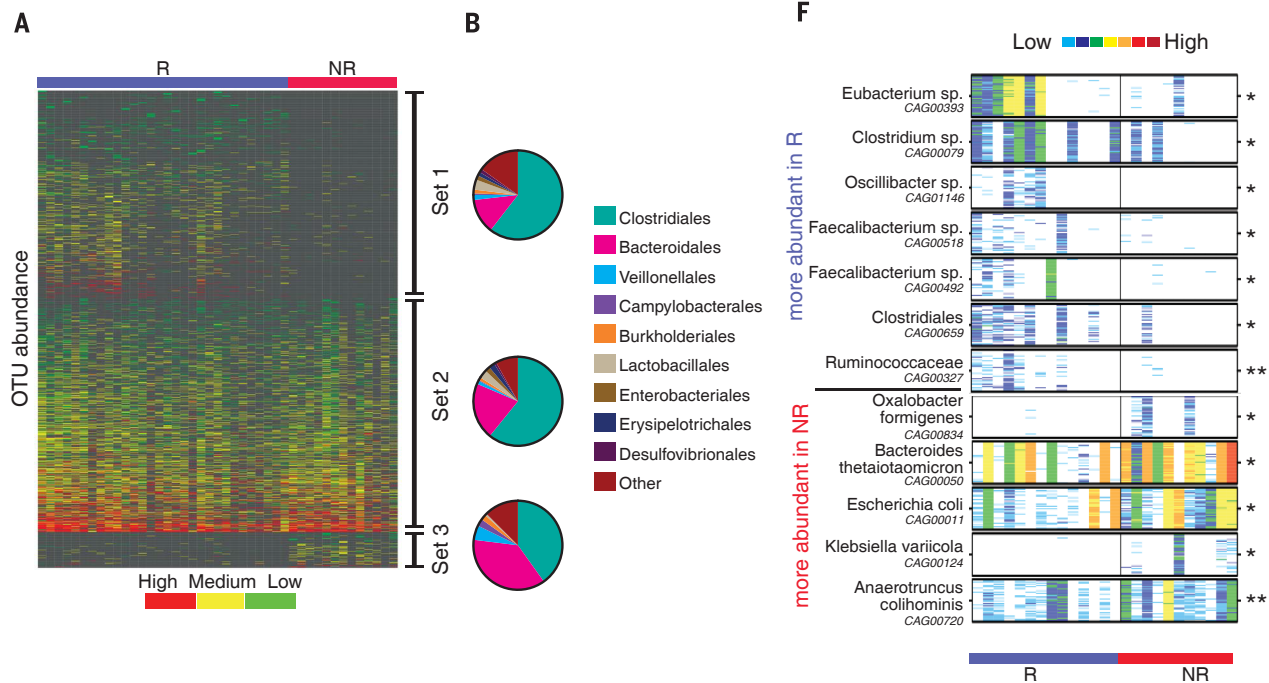 A
R
NR
OTU abundance
Set 1
Set 2
Set 3
High Medium Low
B
Clostridiales
Bacteroidales
Veillonellales
Campylobacterales
Burkholderiales
Lactobacillales
Enterobacteriales
Erysipelotrichales
Desulfovibrionales
Other
F
Low High
more abundant in R
Eubacterium sp.
CAG00393
*
Clostridium sp.
CAG00079
*
Oscillibacter sp.
CAG01146
*
Faecalibacterium sp.
CAG00518
*
Faecalibacterium sp.
CAG00492
*
Clostridiales
CAG00659
*
Ruminococcaceae
CAG00327
**
more abundant in NR
Oxalobacter
formigenes
CAG00834
*
Bacteroides
thetaiotaomicron
CAG00050
*
Escherichia coli
CAG00011
*
Klebsiella variicola
CAG00124
*
Anaerotruncus
colihominis
CAG00720
**
R
NR